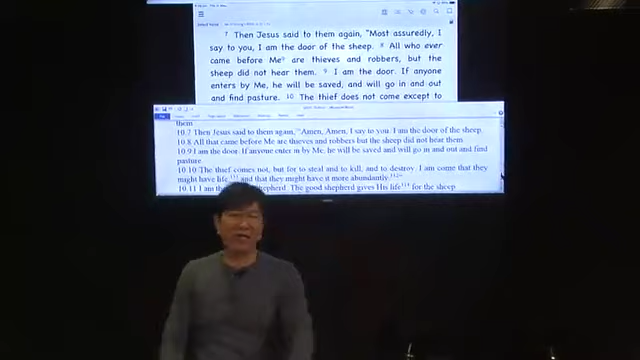 7 Then Jesus said to them again, "Most assuredly, I
say to you, I am the door of the sheep. 8 All who ever
came before Me are thieves and robbers, but the
sheep did not hear them. 9 I am the door. If anyone
enters by Me, he will be saved, and will go in and out
and find pasture. 10 The thief does not come except to
them
10.7 Then Jesus said to them again, "Amen, Amen, I say to you. I am the door of the sheep.
10.8 All that came before Me are thieves and robbers but the sheep did not hear them
10.9 I am the door. If anyone enter in by Me, he will be saved and will go in and out and find
pasture.
10.10 The thief comes not, but for to steal and to kill, and to destroy. I am come that they
might have life and that they might have it more abundantly.
10.11 I am the shepherd. The good shepherd gives His life for the sheep